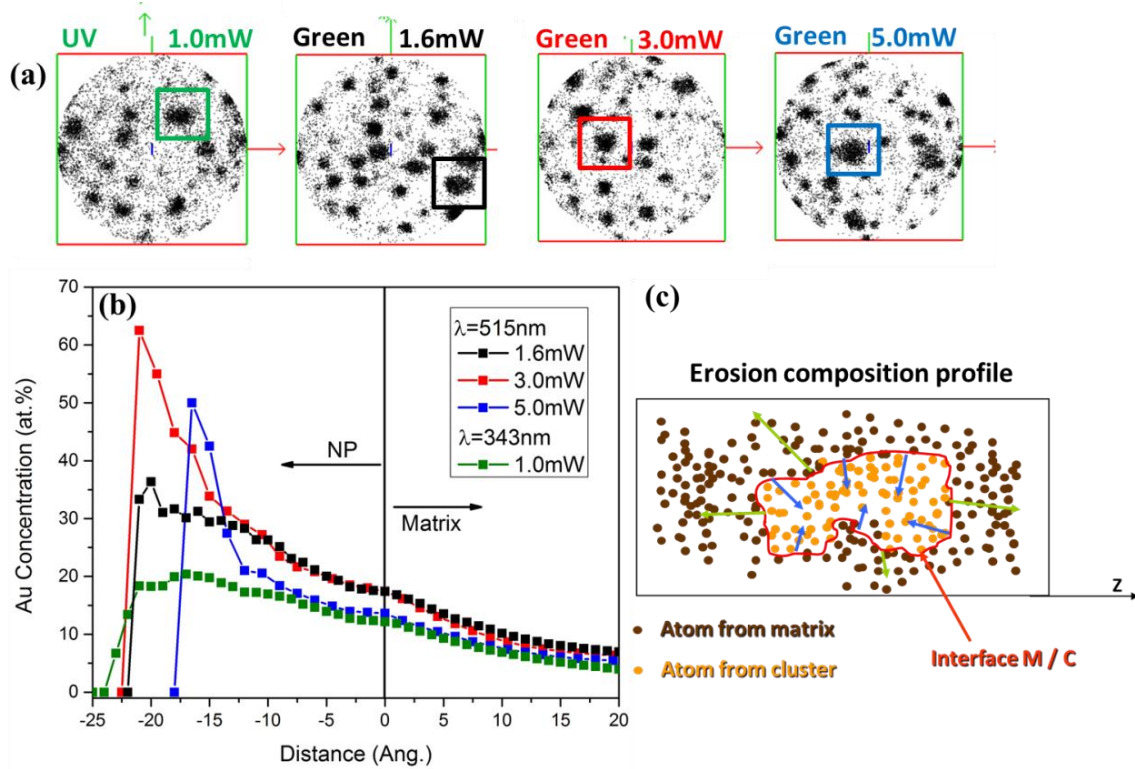 UV 1.0mW
Green 1.6mW
Green 3.0mW
Green 5.0mW
(a)
(b)
70
60
50
40
30
20
10
0
Au Concentration (at.%)
-25 -20 -15 -10 -5 0 5 10 15 20
Distance (Ang.)
NP
Matrix
λ=515nm
1.6mW
3.0mW
5.0mW
λ=343nm
1.0mW
(c)
Erosion composition profile
z
Atom from matrix
Atom from cluster
Interface M / C